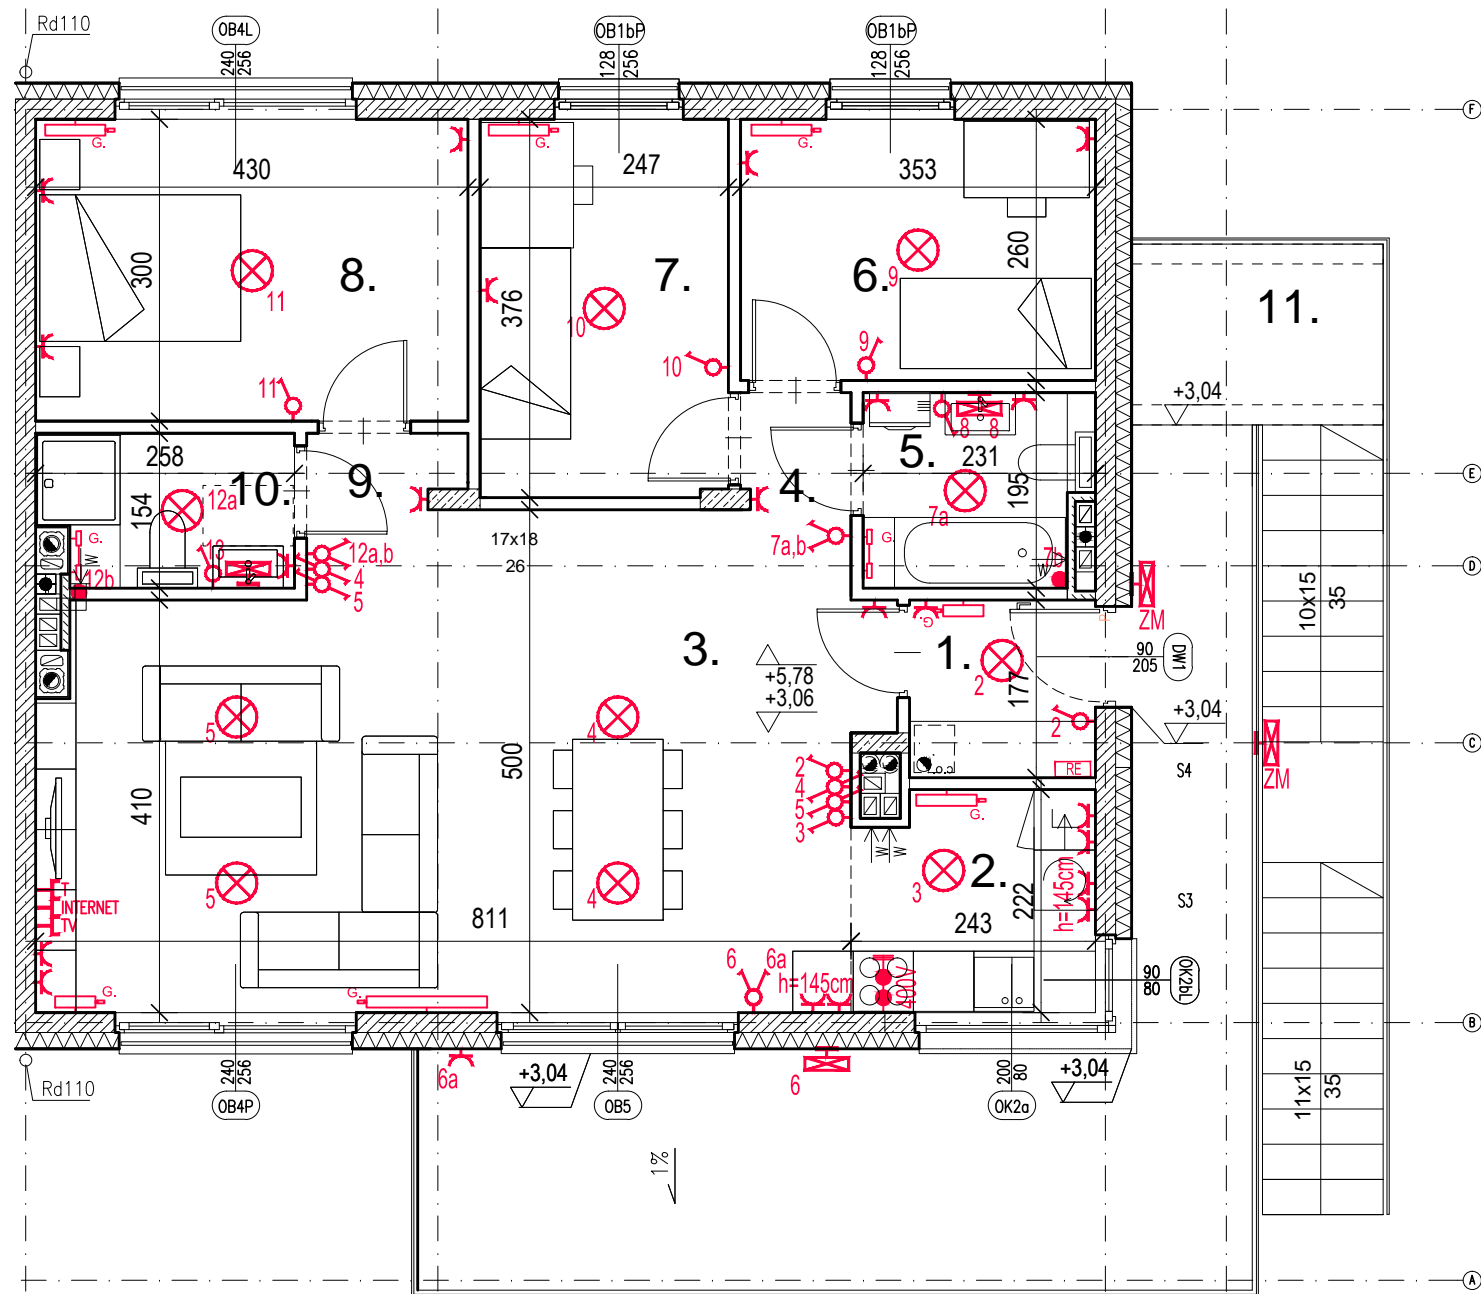 Rd110
OB4L
240
256
OB1bP
128
256
OB1bP
128
256
F
G.
G.
G.
430
247
353
300
376
260
8.
7.
6.
11.
11
10
9
11
10
9
+3,04
258
154
10.
9.
4.
5.
231
195
E
12a
13
12b
G.
W
12a,b
4
5
17x18
26
7a,b
7a
7b
8
8
G.
W
D
ZM
10x15
35
3.
1.
2
G.
177
90
205
DW1
+5,78
+3,06
2
+3,04
C
S4
ZM
RE
5
4
500
410
2
4
5
3
G.
W
W
2.
3
222
h=145cm
S3
5
4
T
INTERNET
TV
811
243
6
6a
h=145cm
400V
90
80
OK2bL
G.
G.
B
Rd110
240
256
OB4P
6a
+3,04
240
256
OB5
6
200
80
OK2a
+3,04
11x15
35
1%
A